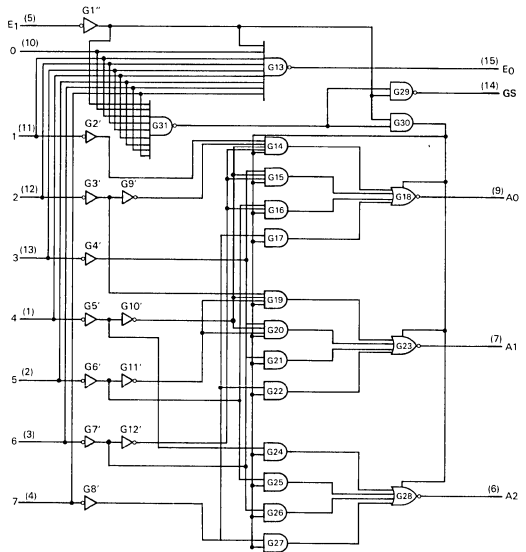 E1 (5) G1''
0 (10)
G13 (15) E0
(14)
G29 GS
G31
G30
1 (11) G2'
G14
G15
2 (12) G3' G9'
G18 (9) A0
G16
G17
3 (13) G4'
G19
4 (1) G5' G10'
G20
G23 (7) A1
G21
5 (2) G6' G11'
G22
6 (3) G7' G12'
G24
G25
G28 (6) A2
7 (4) G8'
G26
G27